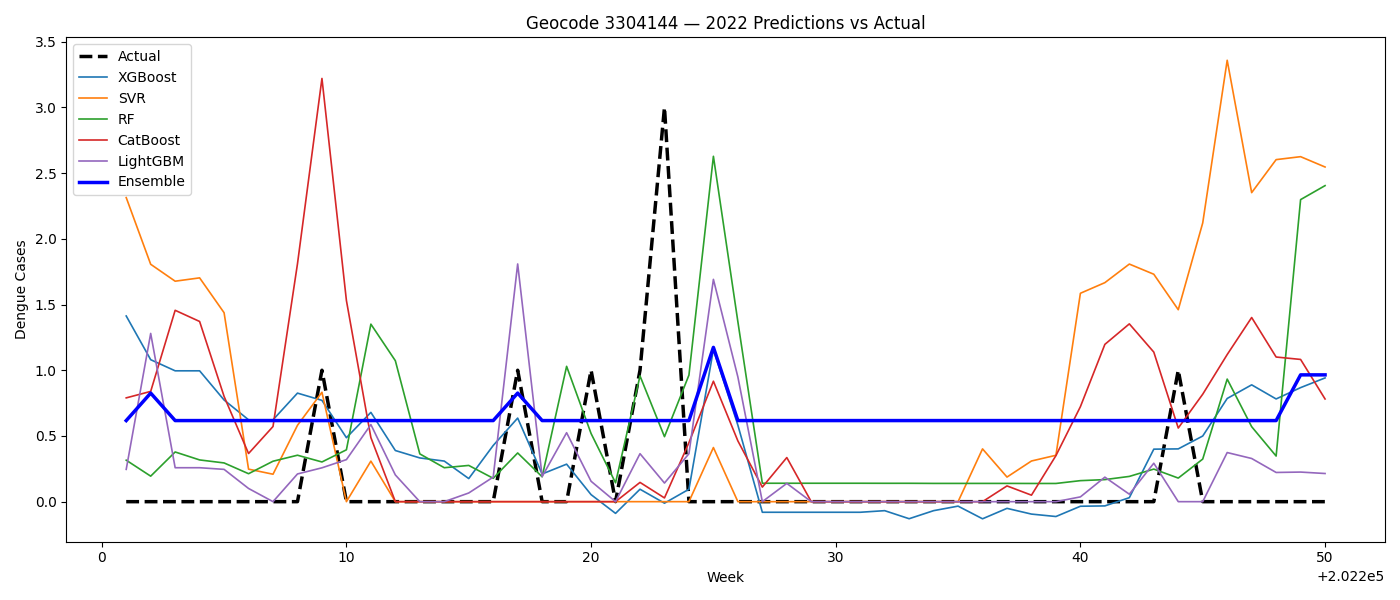 Geocode 3304144 — 2022 Predictions vs Actual
3.5
3.0
2.5
2.0
1.5
1.0
0.5
0.0
Dengue Cases
Actual
XGBoost
SVR
RF
CatBoost
LightGBM
Ensemble
0
10
20
30
40
50
Week
+2.022e5